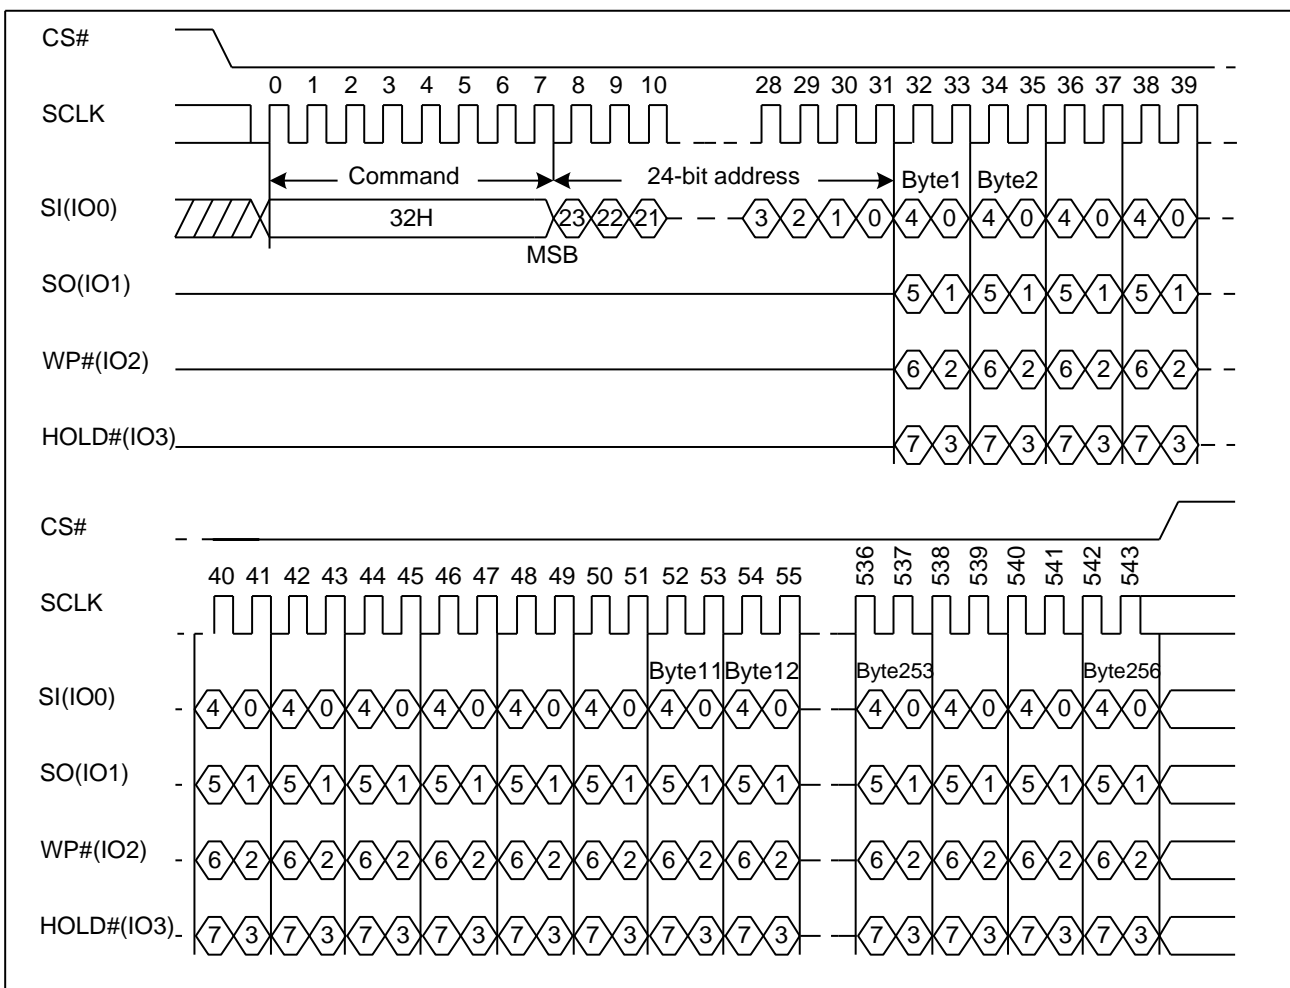 CS#
0 1 2 3 4 5 6 7 8 9 10 28 29 30 31 32 33 34 35 36 37 38 39
SCLK
Command 24-bit address Byte1 Byte2
SI(IO0) 32H 23 22 21 3 2 1 0 4 0 4 0 4 0 4 0
MSB
SO(IO1) 5 1 5 1 5 1 5 1
WP#(IO2) 6 2 6 2 6 2 6 2
HOLD#(IO3) 7 3 7 3 7 3 7 3
CS#
40 41 42 43 44 45 46 47 48 49 50 51 52 53 54 55 536 537 538 539 540 541 542 543
SCLK
Byte11 Byte12 Byte253 Byte256
SI(IO0) 4 0 4 0 4 0 4 0 4 0 4 0 4 0 4 0 4 0 4 0 4 0 4 0
SO(IO1) 5 1 5 1 5 1 5 1 5 1 5 1 5 1 5 1 5 1 5 1 5 1 5 1
WP#(IO2) 6 2 6 2 6 2 6 2 6 2 6 2 6 2 6 2 6 2 6 2 6 2 6 2
HOLD#(IO3) 7 3 7 3 7 3 7 3 7 3 7 3 7 3 7 3 7 3 7 3 7 3 7 3